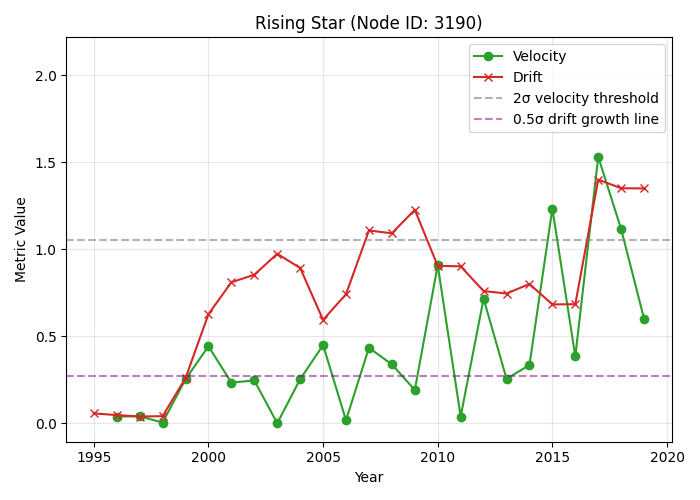 Rising Star (Node ID: 3190)
Velocity
Drift
2σ velocity threshold
0.5σ drift growth line
Metric Value
2.0
1.5
1.0
0.5
0.0
1995 2000 2005 2010 2015 2020
Year